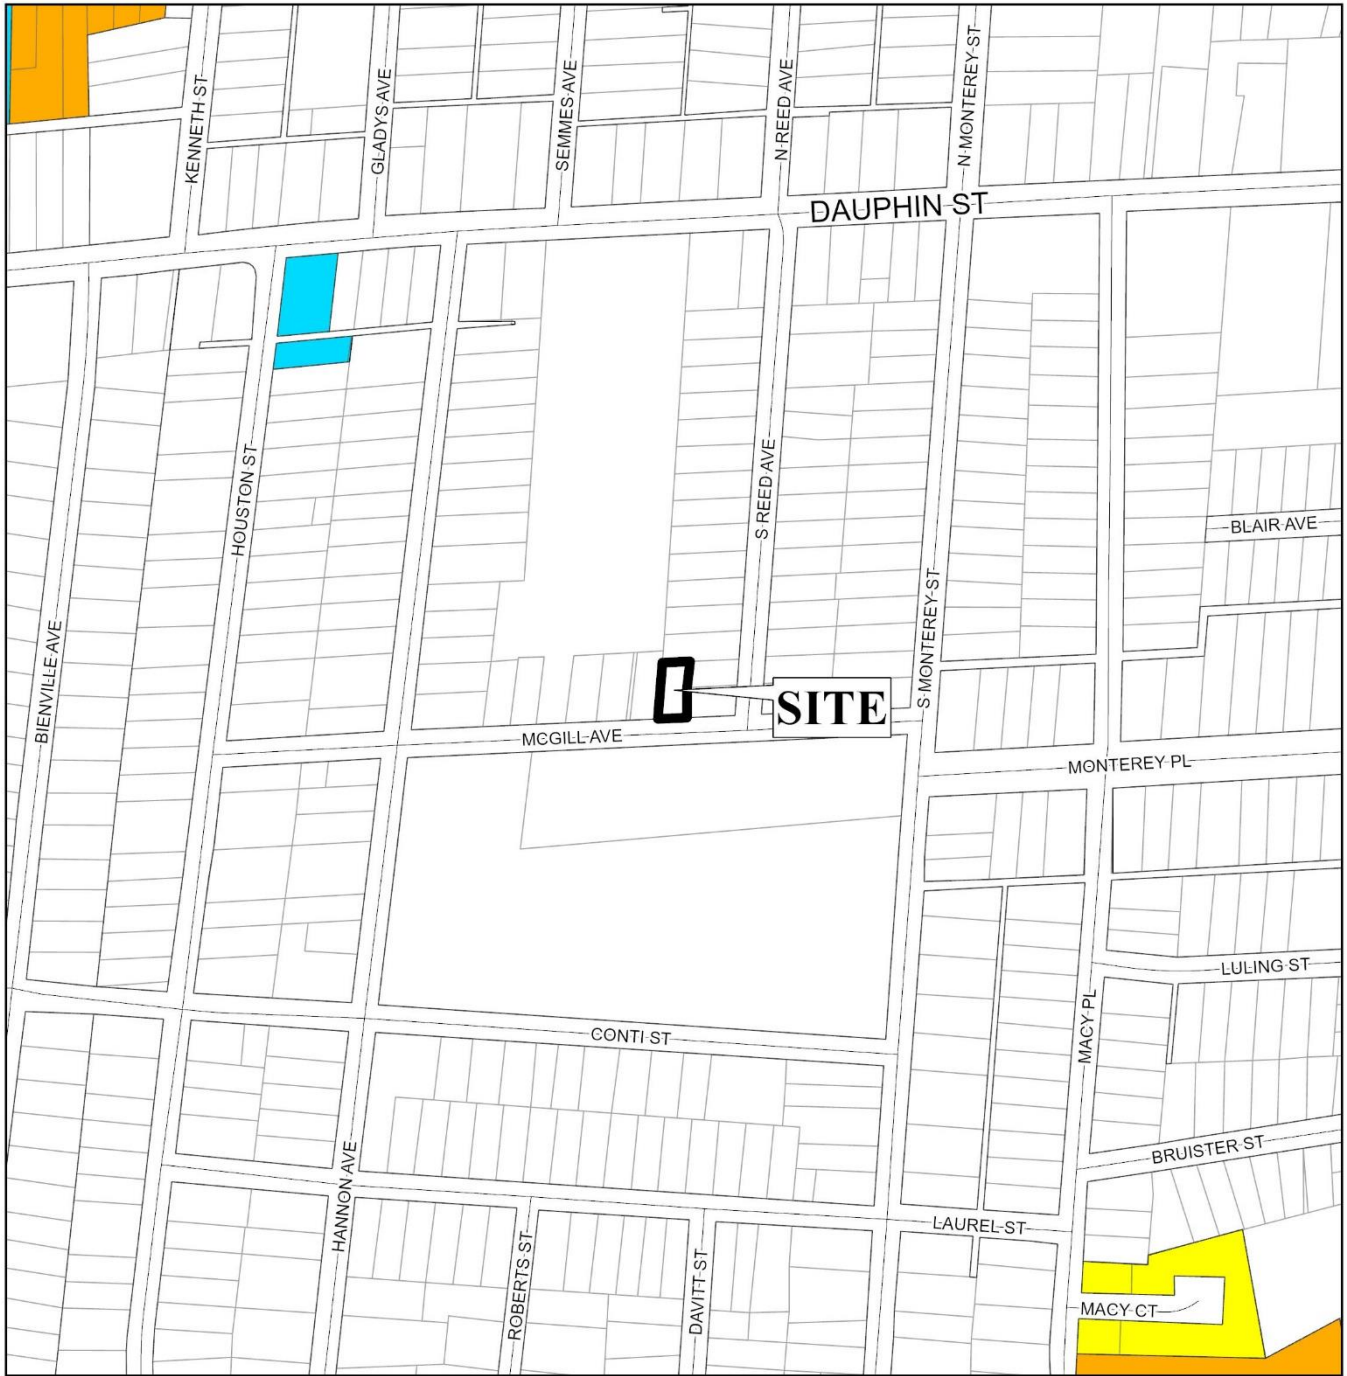 KENNETH ST
GLADYS AVE
SEMMES AVE
N REED AVE
N MONTEREY ST
DAUPHIN ST
HOUSTON ST
S REED AVE
BLAIR AVE
BIENVILLE AVE
S MONTEREY ST
SITE
MCGILL AVE
MONTEREY PL
LULING ST
MACY PL
CONTI ST
BRUISTER ST
HANNON AVE
LAUREL ST
ROBERTS ST
DAVITT ST
MACY CT